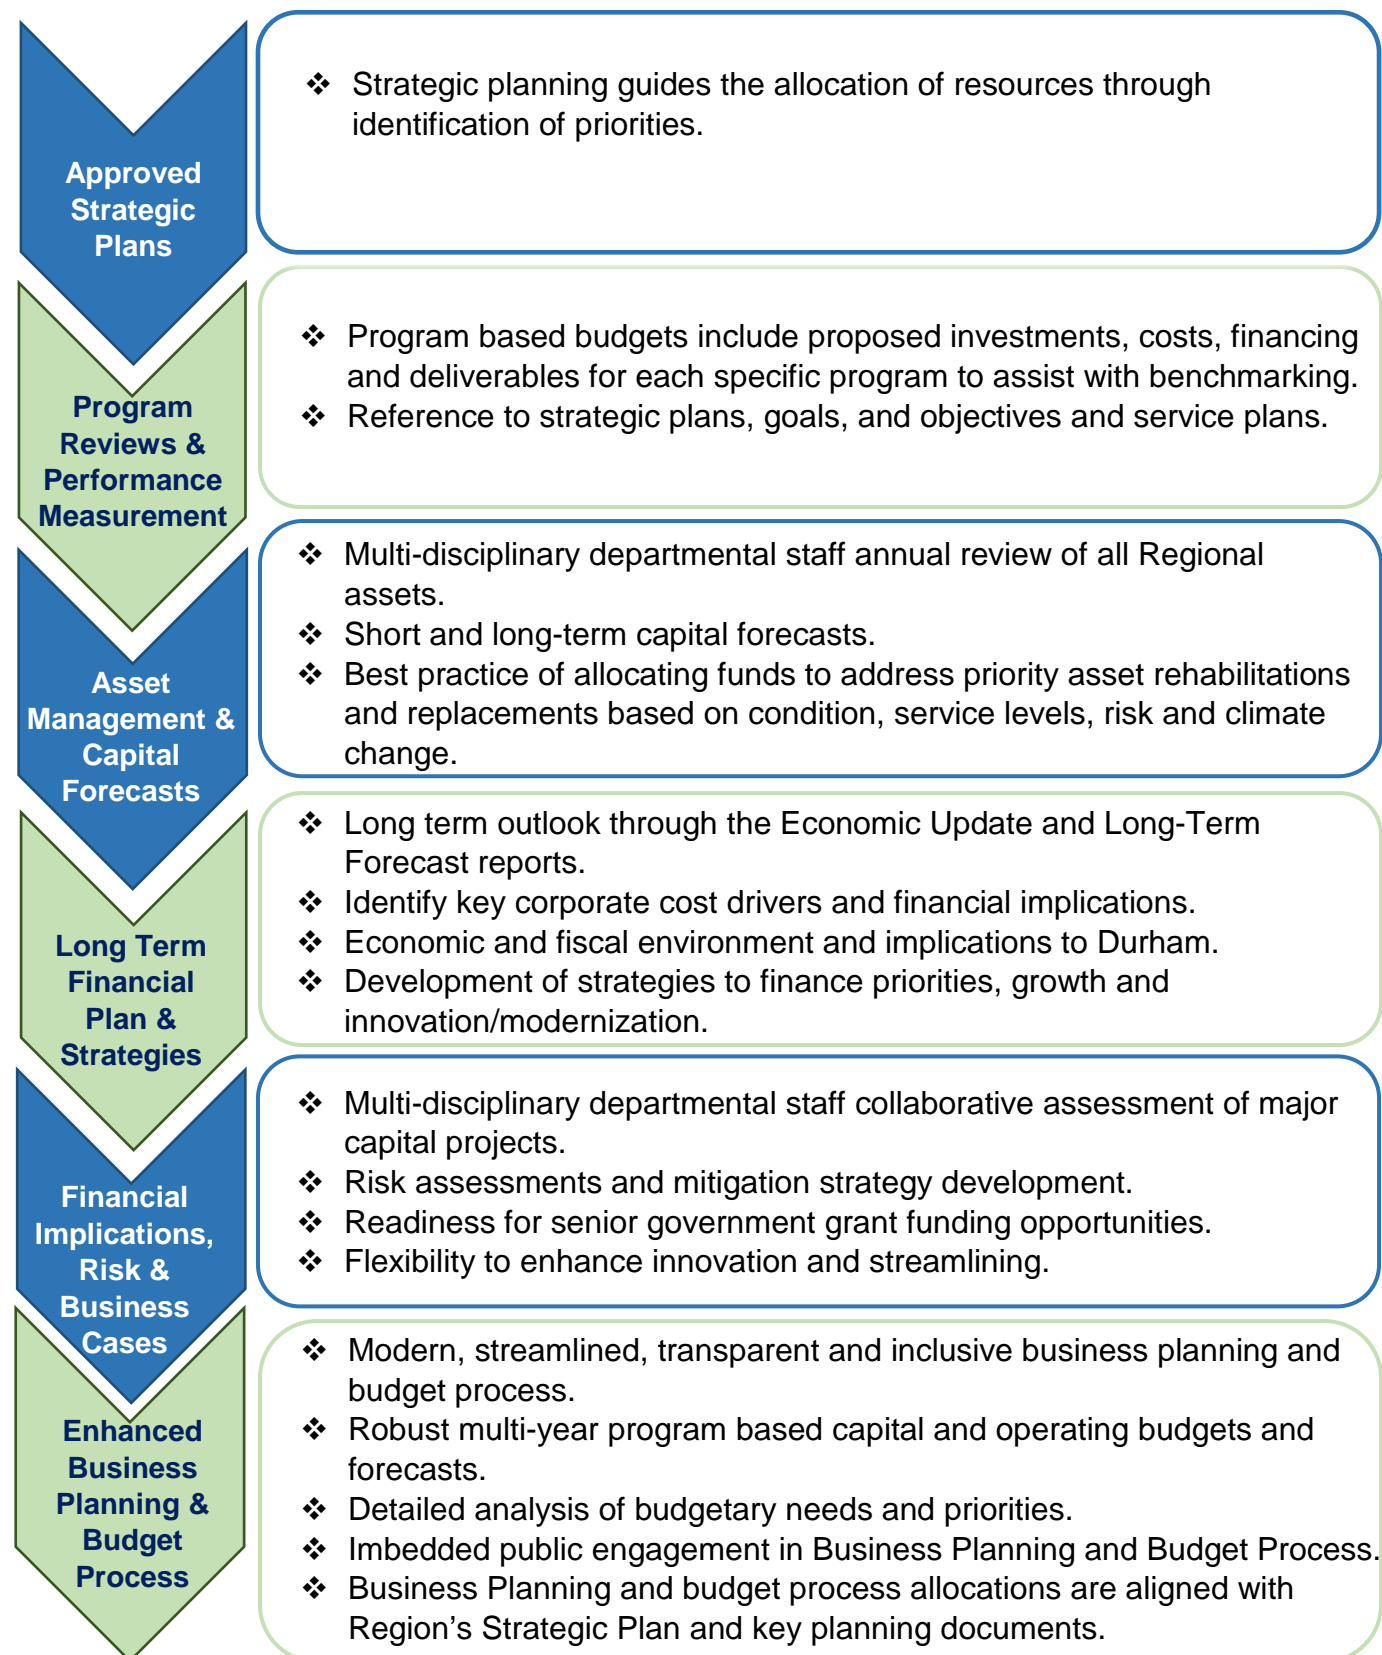 Approved
Strategic
Plans
❖ Strategic planning guides the allocation of resources through
identification of priorities.
Program
Reviews &
Performance
Measurement
❖ Program based budgets include proposed investments, costs, financing
and deliverables for each specific program to assist with benchmarking.
❖ Reference to strategic plans, goals, and objectives and service plans.
Asset
Management &
Capital
Forecasts
❖ Multi-disciplinary departmental staff annual review of all Regional
assets.
❖ Short and long-term capital forecasts.
❖ Best practice of allocating funds to address priority asset rehabilitations
and replacements based on condition, service levels, risk and climate
change.
Long Term
Financial
Plan &
Strategies
❖ Long term outlook through the Economic Update and Long-Term
Forecast reports.
❖ Identify key corporate cost drivers and financial implications.
❖ Economic and fiscal environment and implications to Durham.
❖ Development of strategies to finance priorities, growth and
innovation/modernization.
Financial
Implications,
Risk &
Business
Cases
❖ Multi-disciplinary departmental staff collaborative assessment of major
capital projects.
❖ Risk assessments and mitigation strategy development.
❖ Readiness for senior government grant funding opportunities.
❖ Flexibility to enhance innovation and streamlining.
Enhanced
Business
Planning &
Budget
Process
❖ Modern, streamlined, transparent and inclusive business planning and
budget process.
❖ Robust multi-year program based capital and operating budgets and
forecasts.
❖ Detailed analysis of budgetary needs and priorities.
❖ Imbedded public engagement in Business Planning and Budget Process.
❖ Business Planning and budget process allocations are aligned with
Region’s Strategic Plan and key planning documents.